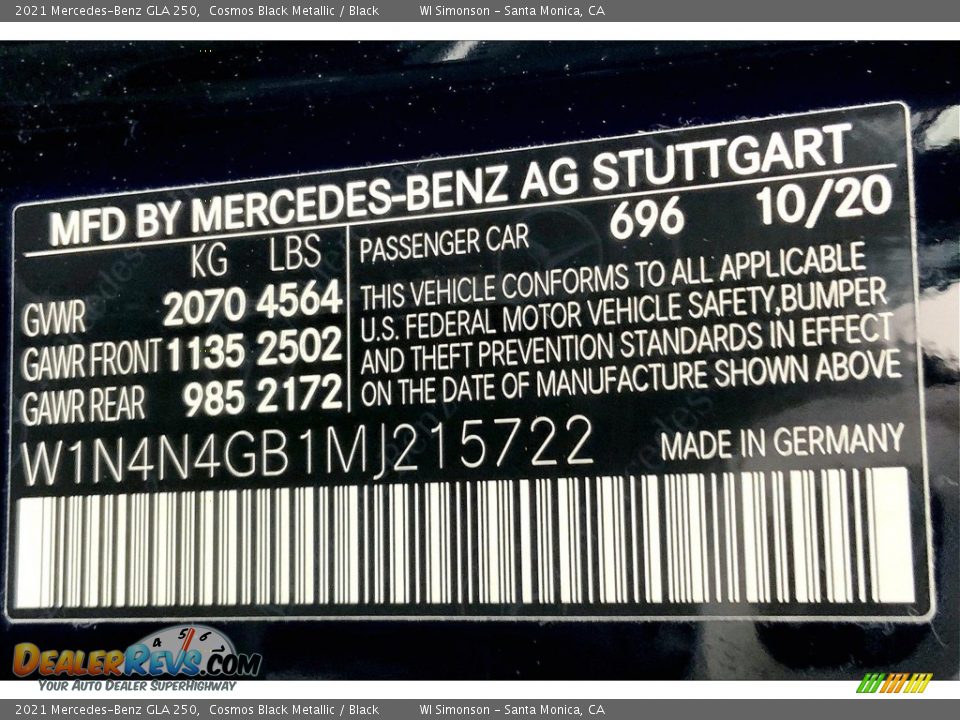 2021 Mercedes-Benz GLA 250, Cosmos Black Metallic / Black WI Simonson - Santa Monica, CA
MFD BY MERCEDES-BENZ AG STUTTGART
KG LBS PASSENGER CAR 696 10/20
GVWR 2070 4564
GAWR FRONT 1135 2502
GAWR REAR 985 2172
THIS VEHICLE CONFORMS TO ALL APPLICABLE
U.S. FEDERAL MOTOR VEHICLE SAFETY,BUMPER
AND THEFT PREVENTION STANDARDS IN EFFECT
ON THE DATE OF MANUFACTURE SHOWN ABOVE
W1N4N4GB1MJ215722 MADE IN GERMANY
4 5 6
DEALERREVS.COM
YOUR AUTO DEALER SUPERHIGHWAY
2021 Mercedes-Benz GLA 250, Cosmos Black Metallic / Black WI Simonson - Santa Monica, CA